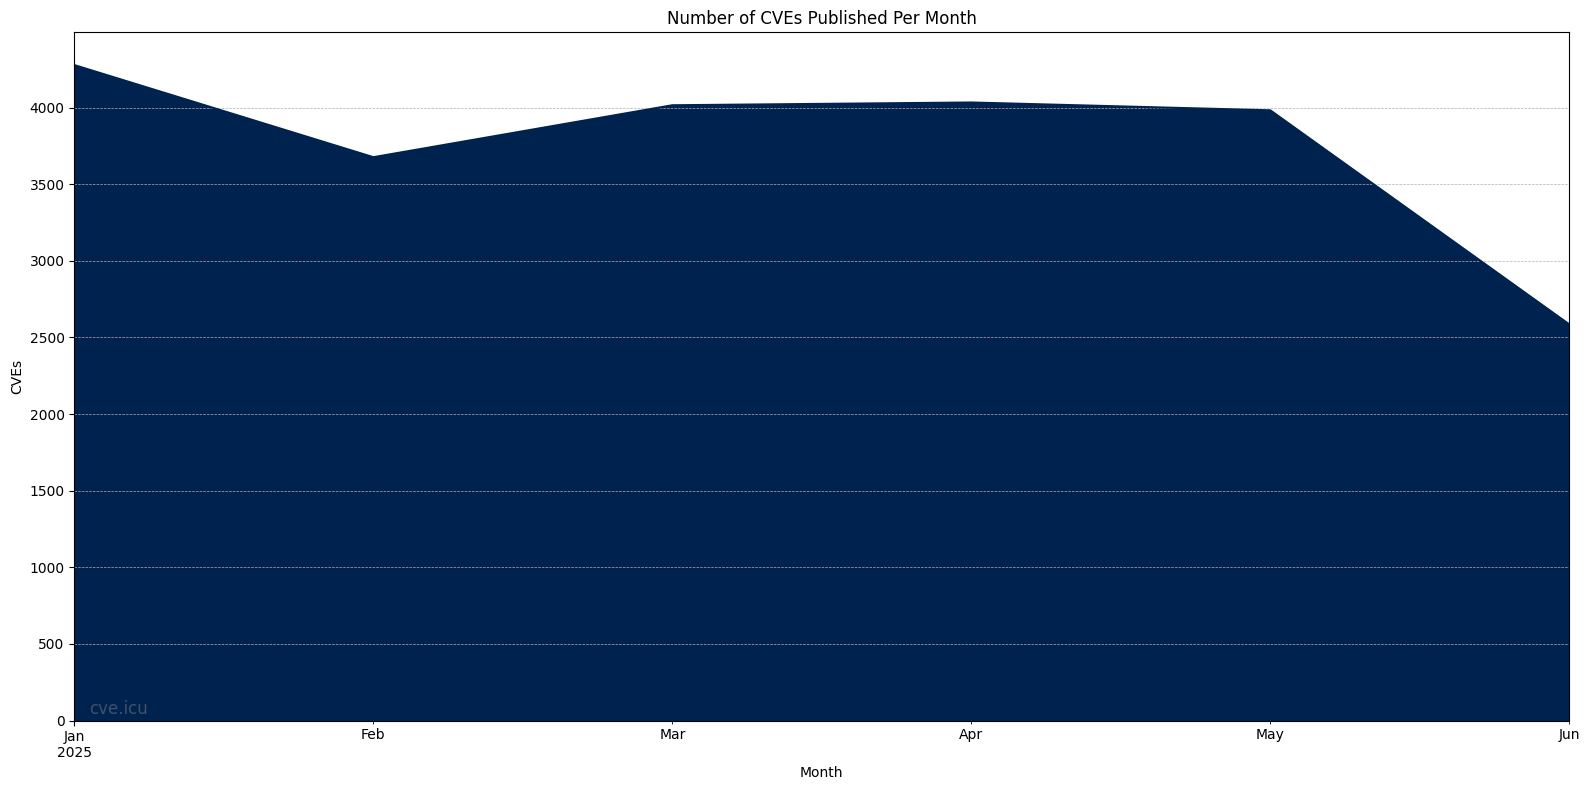 Number of CVEs Published Per Month
CVEs
4000
3500
3000
2500
2000
1500
1000
500
0
cve.icu
Jan
2025
Feb
Mar
Apr
May
Jun
Month